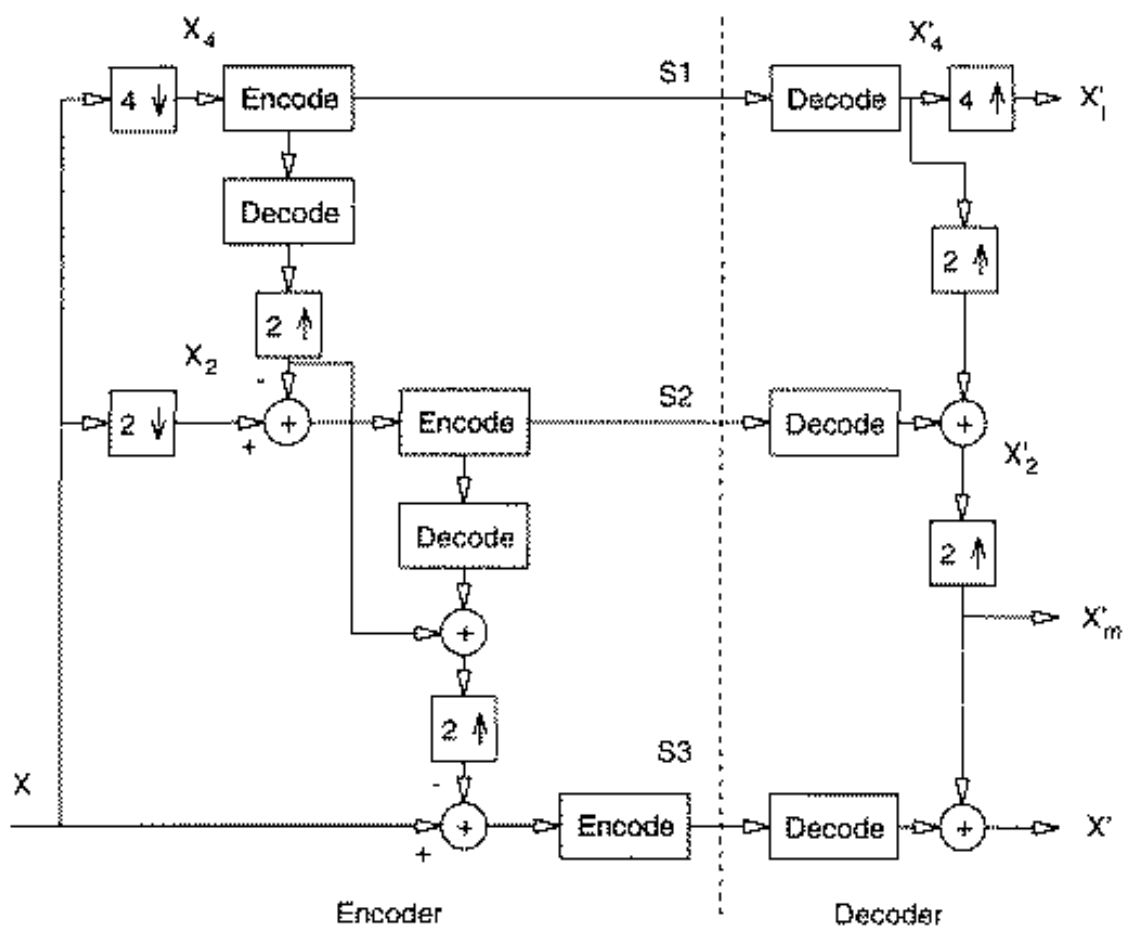 X₄
X'₄
4 ↓
Encode
S1
Decode
4 ↑
X'ₗ
Decode
2 ↑
2 ↑
X₂
-
2 ↓
+
+
Encode
S2
Decode
+
X'₂
Decode
2 ↑
+
X'ₘ
2 ↑
S3
X
-
+
+
Encode
Decode
+
X'
Encoder
Decoder